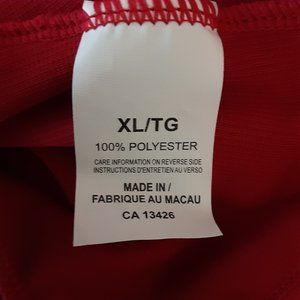 XL/TG
100% POLYESTER
CARE INFORMATION ON REVERSE SIDE
INSTRUCTIONS D'ENTRETIEN AU VERSO
MADE IN /
FABRIQUE AU MACAU
CA 13426